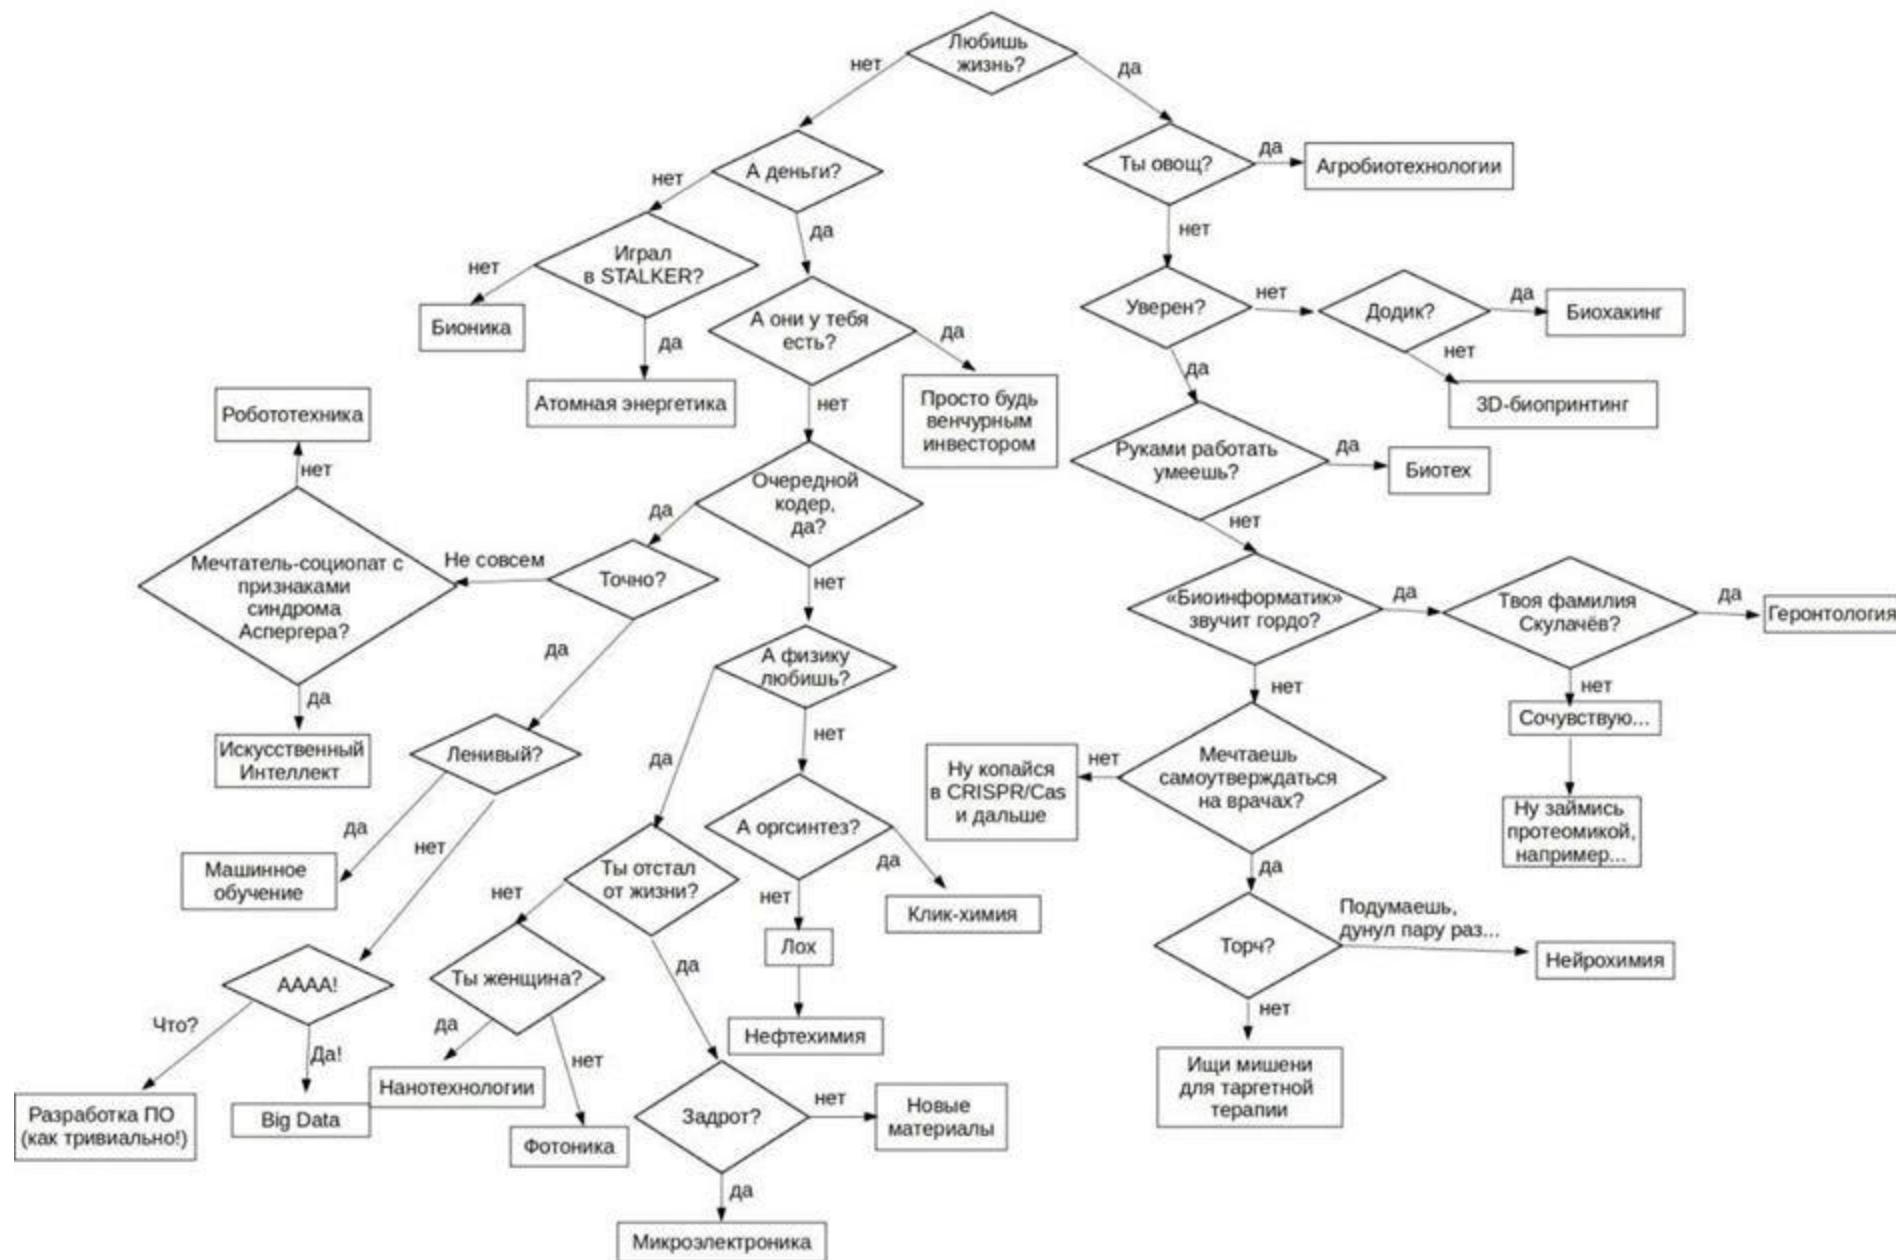 Любишь
жизнь?
нет
да
А деньги?
Ты овощ?
да
Агробиотехнологии
нет
да
нет
Играл
в STALKER?
нет
Бионика
да
Атомная энергетика
А они у тебя
есть?
да
Просто будь
венчурным
инвестором
нет
Уверен?
нет
Додик?
да
Биохакинг
нет
3D-биопринтинг
да
Руками работать
умеешь?
да
Биотех
нет
Робототехника
нет
Мечтатель-социопат с
признаками
синдрома
Аспергера?
да
Искусственный
Интеллект
Не совсем
Точно?
да
Очередной
кодер,
да?
нет
да
Ленивый?
да
Машинное
обучение
нет
АААА!
Что?
Разработка ПО
(как тривиально!)
Да!
Big Data
А физику
любишь?
да
нет
Ты отстал
от жизни?
нет
Ты женщина?
да
Нанотехнологии
нет
Фотоника
да
Задрот?
нет
Новые
материалы
да
Микроэлектроника
А оргсинтез?
да
Клик-химия
нет
Лох
Нефтехимия
«Биоинформатик»
звучит гордо?
да
Твоя фамилия
Скулачёв?
да
Геронтология
нет
Сочувствую...
Ну займись
протеомикой,
например...
нет
Мечтаешь
самоутверждаться
на врачах?
нет
Ну копайся
в CRISPR/Cas
и дальше
да
Торч?
Подумаешь,
дунул пару раз...
Нейрохимия
нет
Ищи мишени
для таргетной
терапии